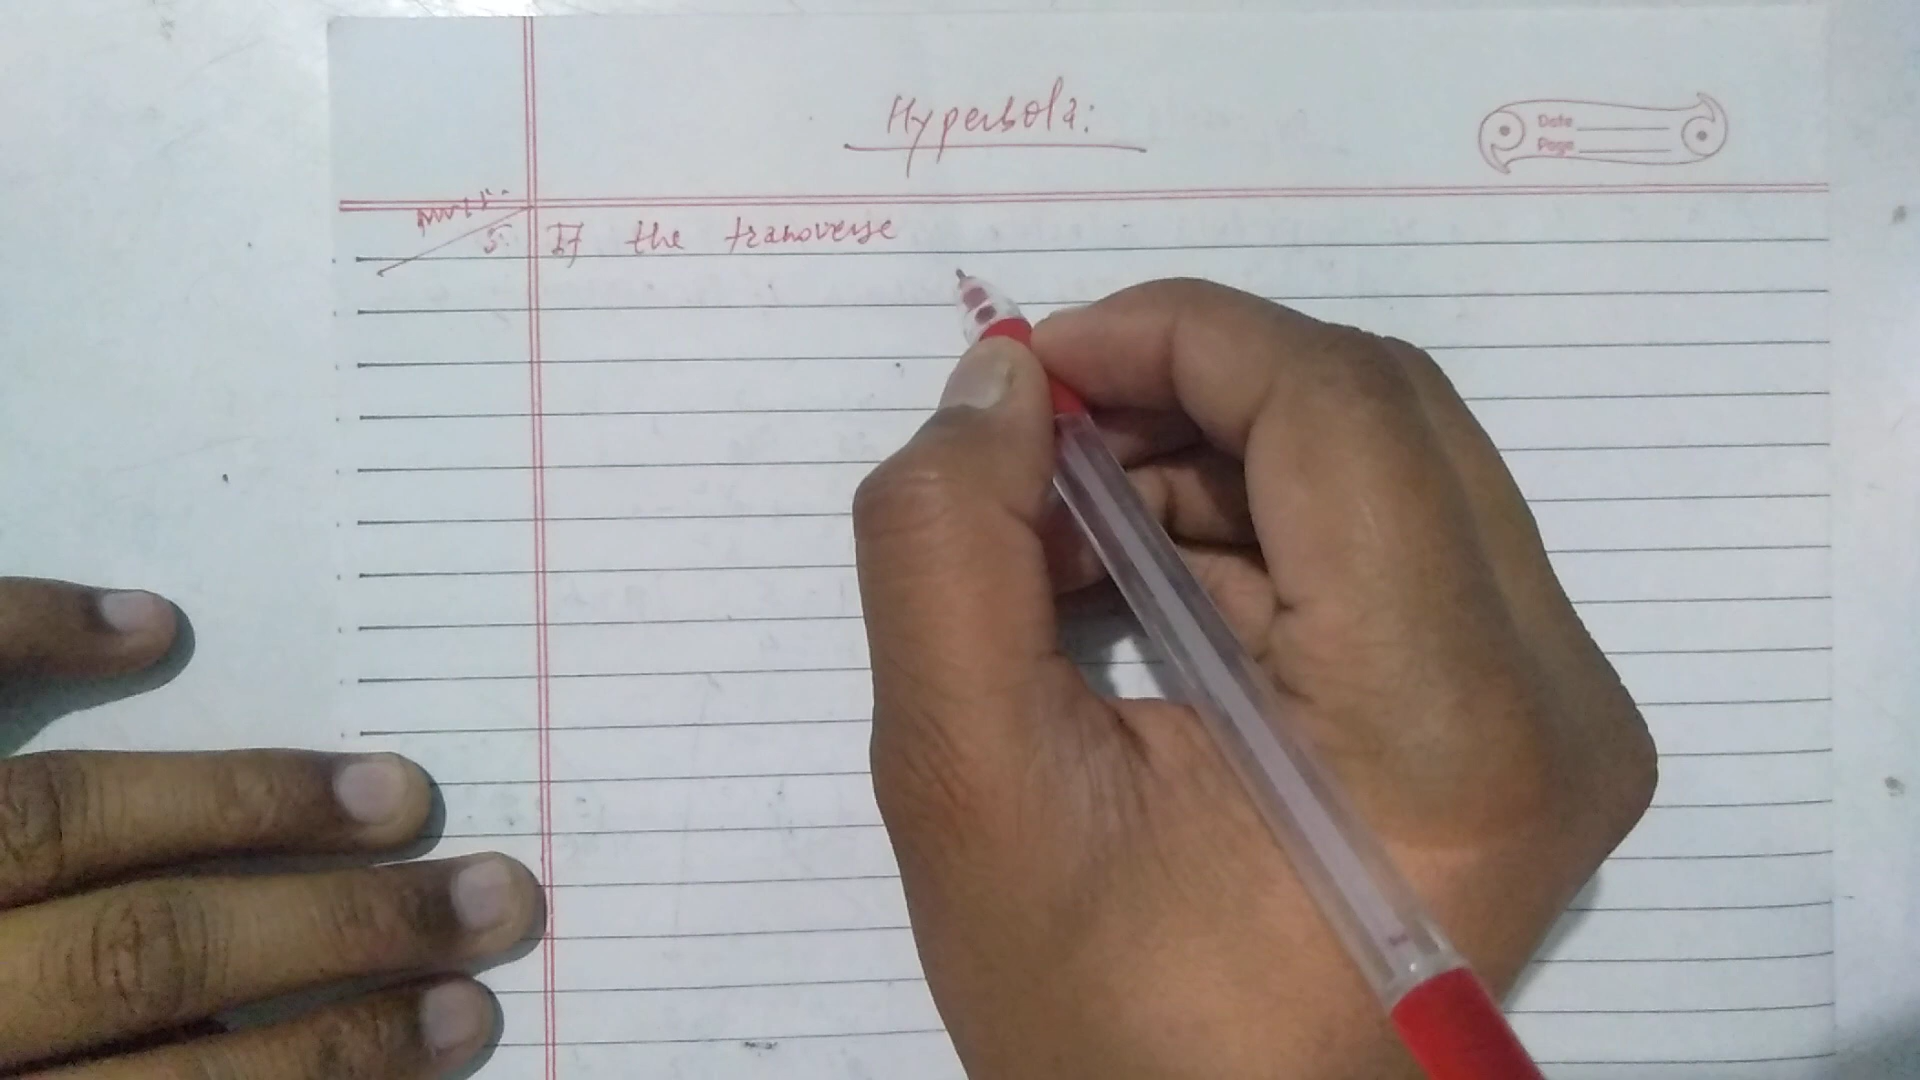 Hyperbola:
Date
Page
5. If the transverse